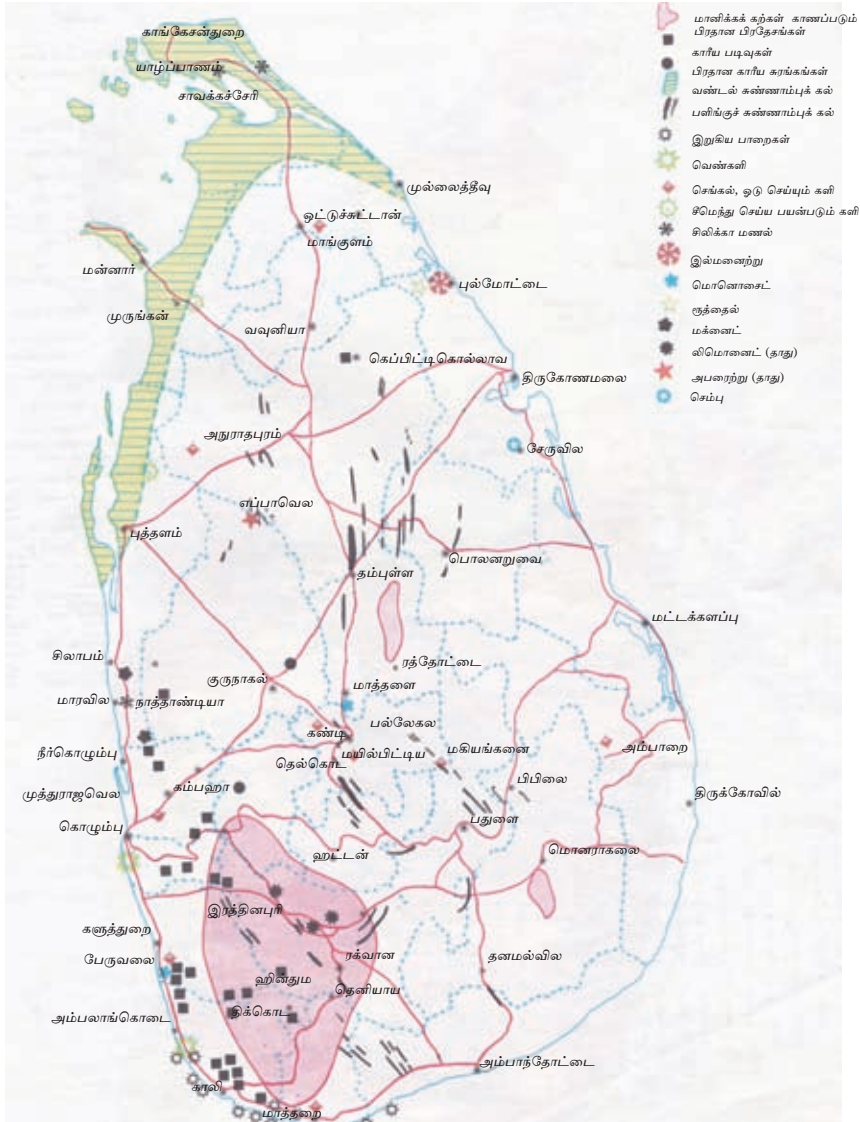 மானிக்கக் கற்கள் காணப்படும்
பிரதான பிரதேசங்கள்
காரீய படிவுகள்
பிரதான காரீய சுரங்கங்கள்
வண்டல் சுண்ணாம்புக் கல்
பளிங்குச் சுண்ணாம்புக் கல்
இறுகிய பாறைகள்
வெண்களி
செங்கல், ஓடு செய்யும் களி
சீமெந்து செய்ய பயன்படும் களி
சிலிக்கா மணல்
இல்மனைற்று
மொனொசைட்
ரூத்தைல்
மக்னைட்
லிமொனைட் (தாது)
அபரைற்று (தாது)
செம்பு
காங்கேசன்துறை
யாழ்ப்பாணம்
சாவக்கச்சேரி
முல்லைத்தீவு
ஒட்டுச்சுட்டான்
மாங்குளம்
மன்னார்
புல்மோட்டை
முருங்கன்
வவுனியா
கெப்பிட்டிகொல்லாவ
திருகோணமலை
அநுராதபுரம்
சேருவில
எப்பாவெல
புத்தளம்
பொலனறுவை
தம்புள்ள
மட்டக்களப்பு
சிலாபம்
ரத்தோட்டை
குருநாகல்
மாத்தளை
மாரவில
நாத்தாண்டியா
பல்லேகல
கண்டி
நீர்கொழும்பு
மயில்பிட்டிய
மகியங்கனை
அம்பாறை
தெல்கொட
பிபிலை
முத்துராஜவெல
கம்பஹா
திருக்கோவில்
கொழும்பு
பதுளை
ஹட்டன்
மொனராகலை
இரத்தினபுரி
களுத்துறை
ரக்வான
தனமல்வில
பேருவலை
ஹினிதும
தெனியாய
திக்கொட
அம்பலாங்கொடை
அம்பாந்தோட்டை
காலி
மாத்தறை